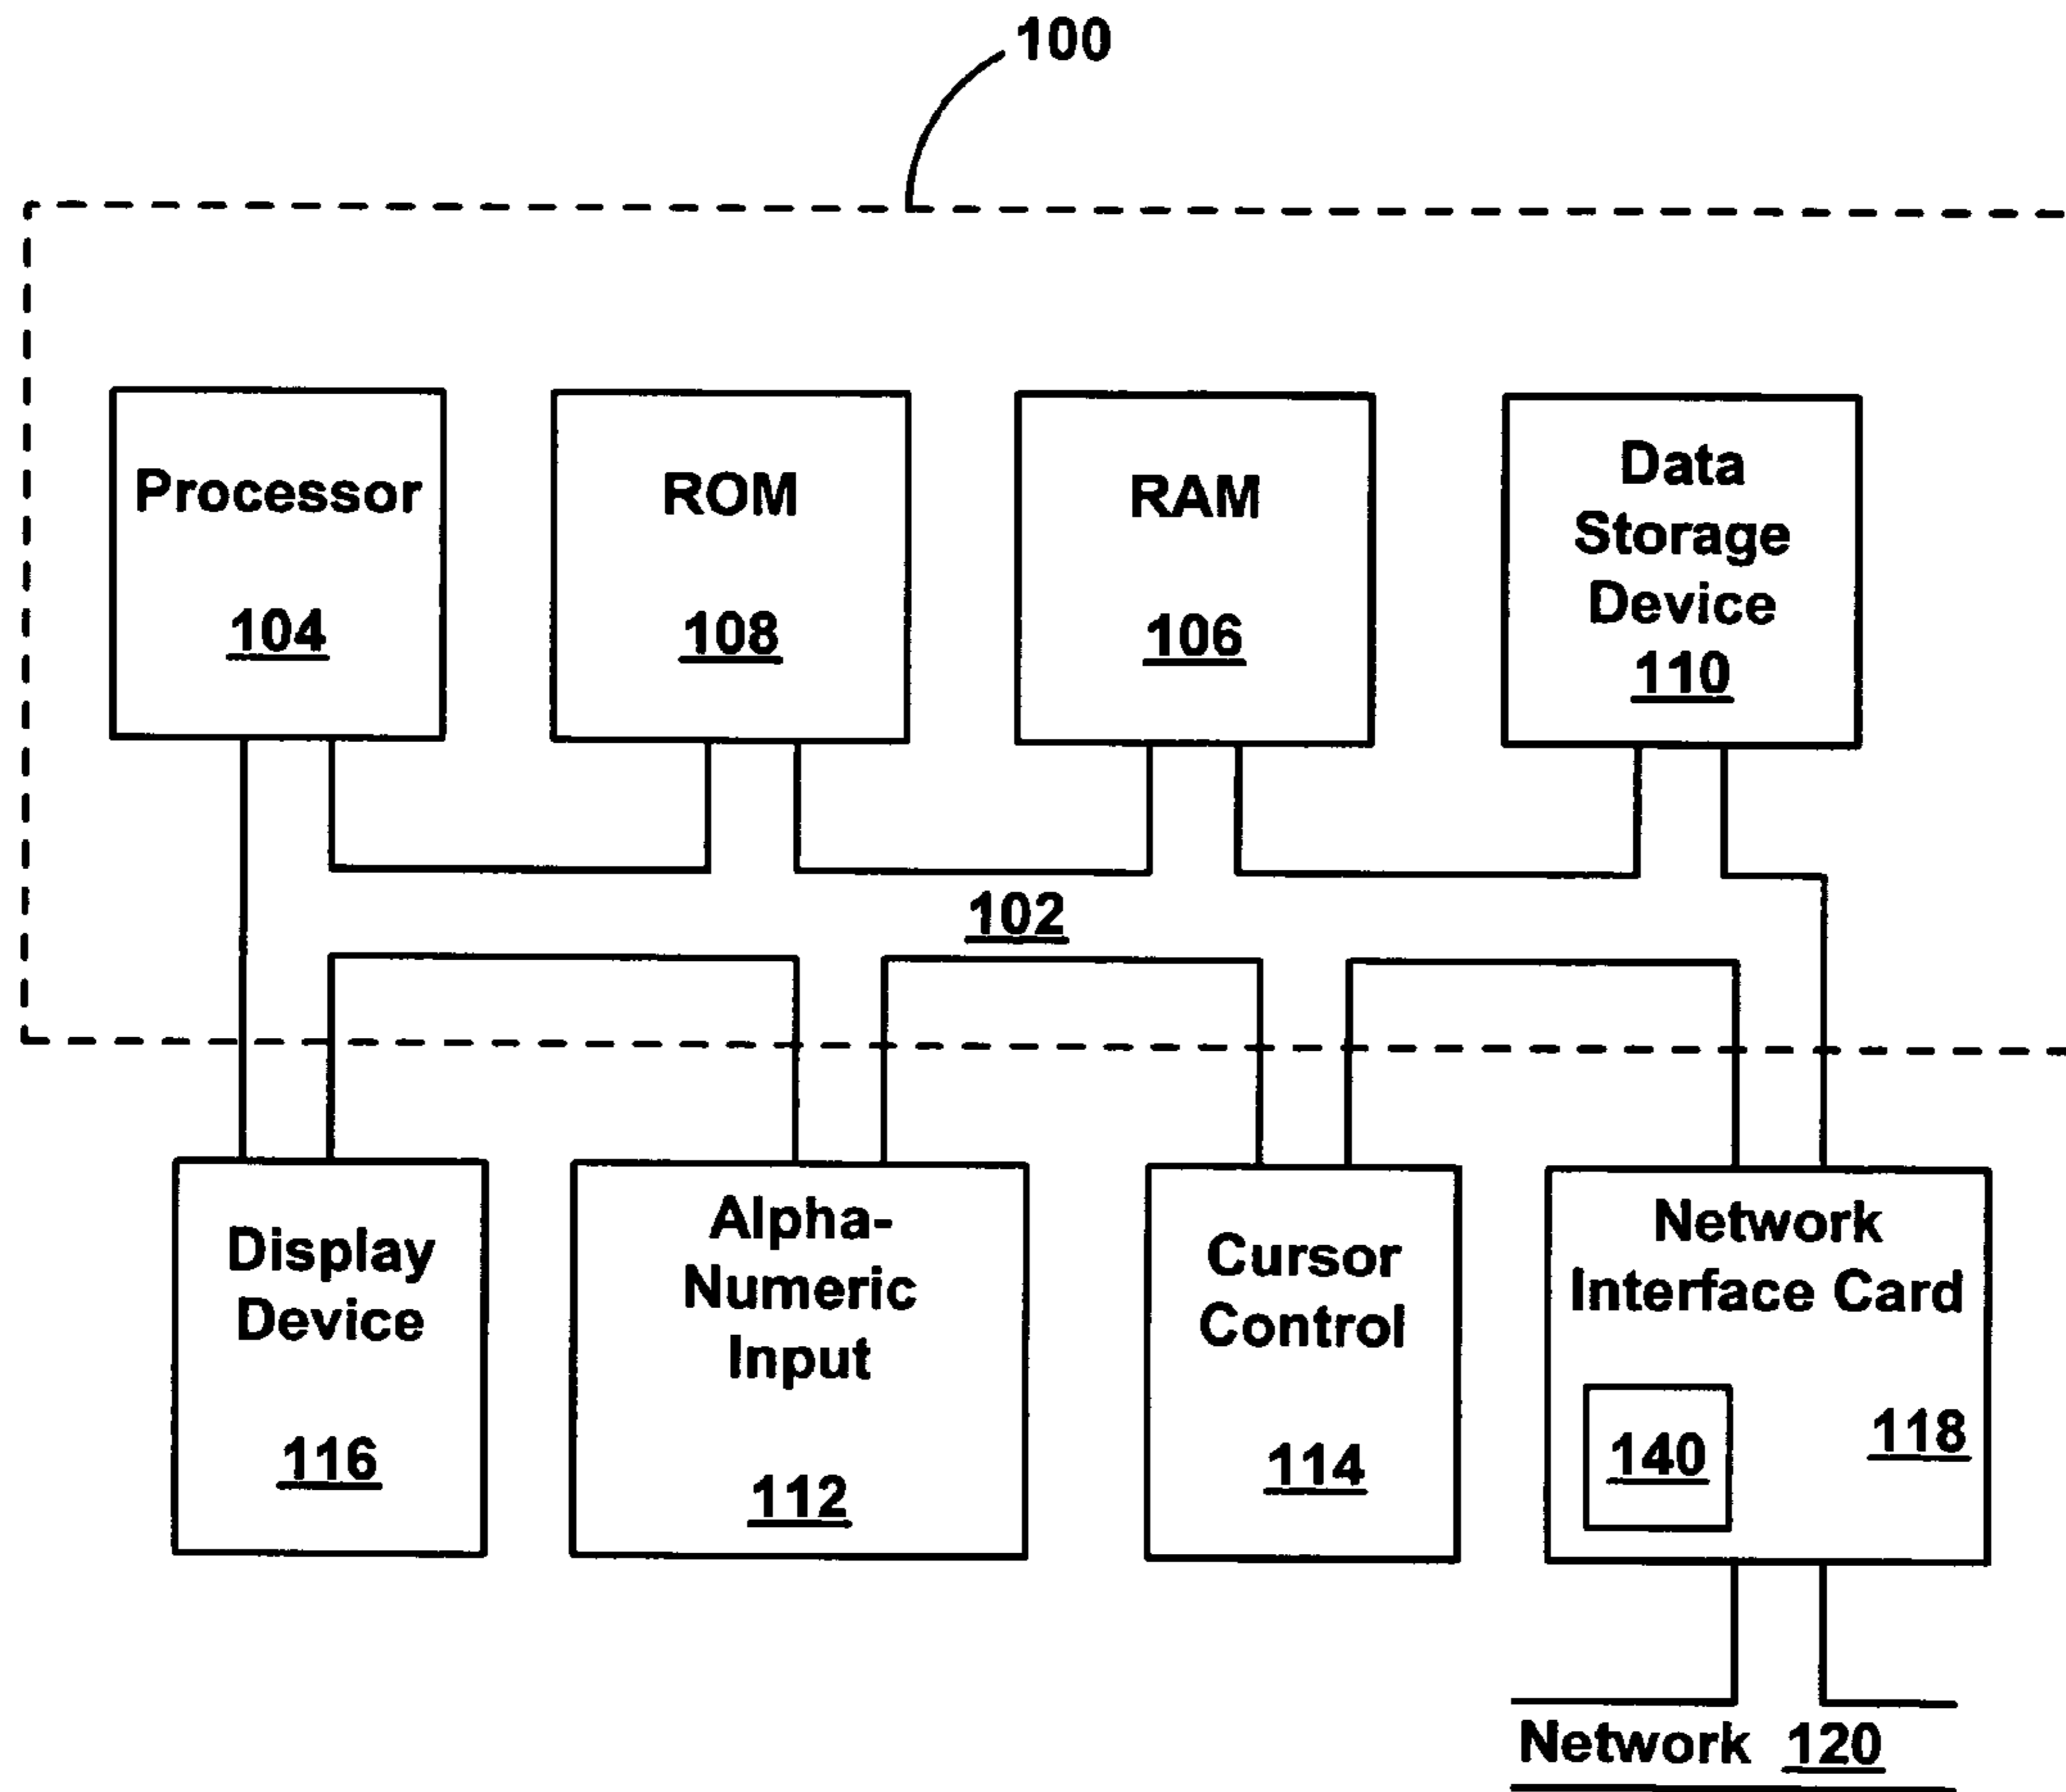 100
Processor
104
ROM
108
RAM
106
Data
Storage
Device
110
102
Display
Device
116
Alpha-
Numeric
Input
112
Cursor
Control
114
Network
Interface Card
118
140
Network 120